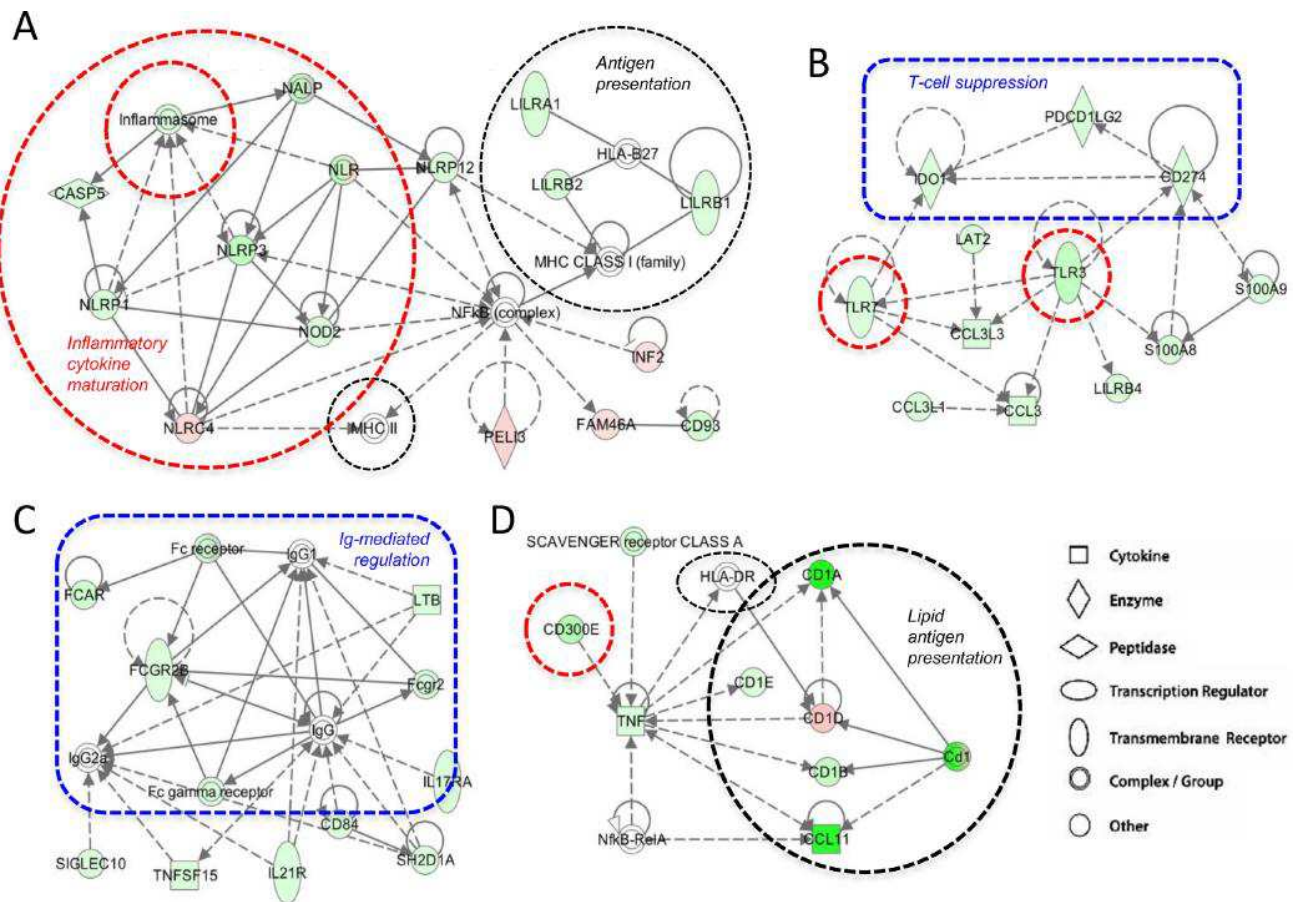 A
Antigen
presentation
NALP
LILRA1
Inflammasome
HLA-B27
NLR
NLRP12
CASP5
LILRB2
LILRB1
NLRP3
MHC CLASS I (family)
NLRP1
NFkB (complex)
NOD2
Inflammatory
cytokine
maturation
INF2
NLRC4
MHC II
PELI3
FAM46A
CD93
B
T-cell suppression
PDCD1LG2
IDO1
CD274
LAT2
TLR3
TLR7
S100A9
CCL3L3
S100A8
LILRB4
CCL3L1
CCL3
C
Ig-mediated
regulation
Fc receptor
IgG1
FCAR
LTB
FCGR2B
Fcgr2
IgG
IgG2a
IL17RA
Fc gamma receptor
CD84
SIGLEC10
TNFSF15
IL21R
SH2D1A
D
SCAVENGER receptor CLASS A
HLA-DR
CD1A
CD300E
Lipid
antigen
presentation
CD1E
TNF
CD1D
Cd1
CD1B
NfkB-RelA
CCL11
Cytokine
Enzyme
Peptidase
Transcription Regulator
Transmembrane Receptor
Complex / Group
Other